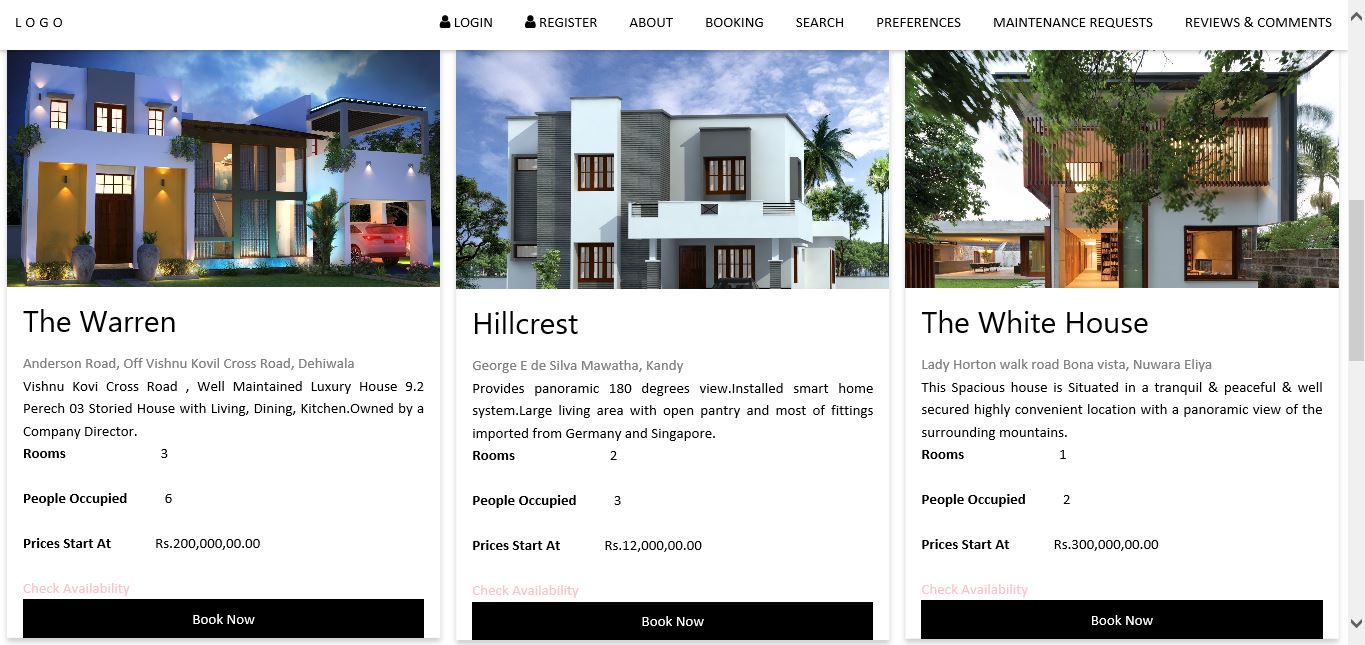 LOGO
LOGIN
REGISTER
ABOUT
BOOKING
SEARCH
PREFERENCES
MAINTENANCE REQUESTS
REVIEWS & COMMENTS
The Warren
Anderson Road, Off Vishnu Kovil Cross Road, Dehiwala
Vishnu Kovi Cross Road , Well Maintained Luxury House 9.2
Perech 03 Storied House with Living, Dining, Kitchen.Owned by a
Company Director.
Rooms 3
People Occupied 6
Prices Start At Rs.200,000,00.00
Check Availability
Book Now
Hillcrest
George E de Silva Mawatha, Kandy
Provides panoramic 180 degrees view.Installed smart home
system.Large living area with open pantry and most of fittings
imported from Germany and Singapore.
Rooms 2
People Occupied 3
Prices Start At Rs.12,000,00.00
Check Availability
Book Now
The White House
Lady Horton walk road Bona vista, Nuwara Eliya
This Spacious house is Situated in a tranquil & peaceful & well
secured highly convenient location with a panoramic view of the
surrounding mountains.
Rooms 1
People Occupied 2
Prices Start At Rs.300,000,00.00
Check Availability
Book Now